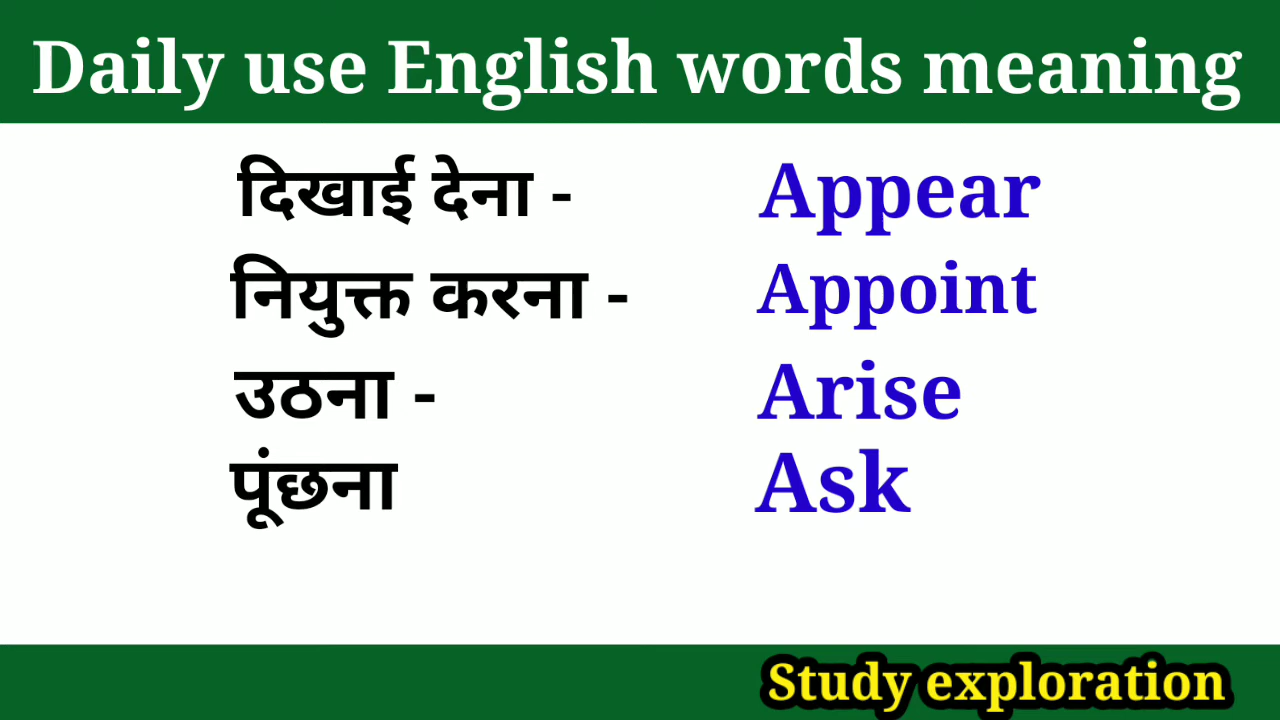 Daily use English words meaning
दिखाई देना - Appear
नियुक्त करना - Appoint
उठना - Arise
पूंछना Ask
Study exploration